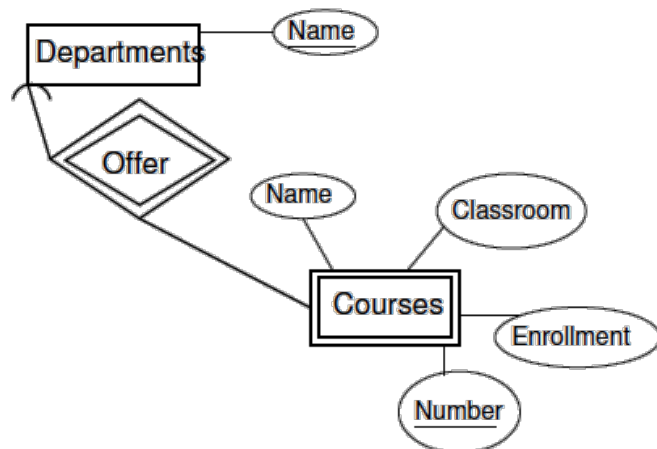 Name
Departments
Offer
Name
Classroom
Courses
Enrollment
Number